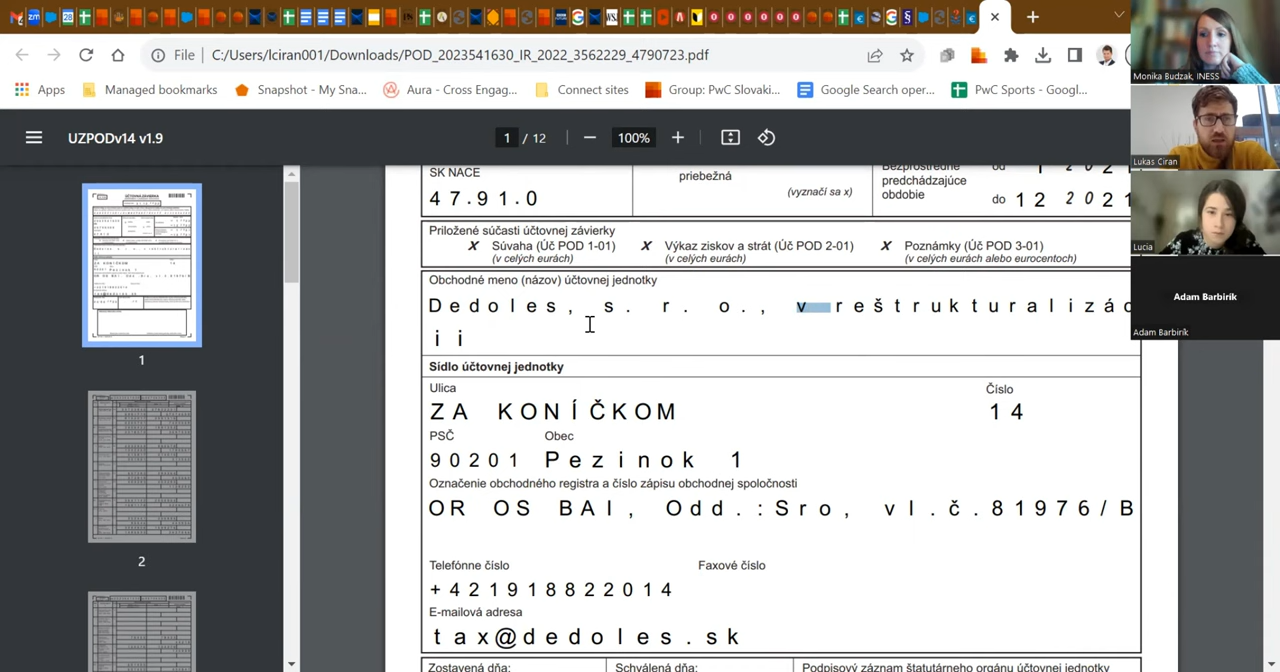 File C:/Users/lciran001/Downloads/POD_2023541630_IR_2022_3562229_4790723.pdf
Apps Managed bookmarks Snapshot - My Sna... Aura - Cross Engag... Connect sites Group: PwC Slovaki... Google Search oper... PwC Sports - Googl...
UZPODv14 v1.9
1 / 12 100%
1
2
SK NACE
47.91.0
priebežná
(vyznačí sa x)
Bezprostredne
predchádzajúce
obdobie
od 1 2021
do 12 2021
Priložené súčasti účtovnej závierky
x Súvaha (Úč POD 1-01) x Výkaz ziskov a strát (Úč POD 2-01) x Poznámky (Úč POD 3-01)
(v celých eurách) (v celých eurách) (v celých eurách alebo eurocentoch)
Obchodné meno (názov) účtovnej jednotky
Dedoles, s. r. o., v reštrukturalizác
ii
Sídlo účtovnej jednotky
Ulica Číslo
ZA KONÍČKOM 14
PSČ Obec
90201 Pezinok 1
Označenie obchodného registra a číslo zápisu obchodnej spoločnosti
OR OS BAI, Odd.:Sro, vl.č.81976/B
Telefónne číslo Faxové číslo
+421918822014
E-mailová adresa
tax@dedoles.sk
Zostavená dňa: Schválená dňa: Podpisový záznam štatutárneho orgánu účtovnej jednotky
Monika Budzak, INESS
Lukas Ciran
Lucia
Adam Barbirík
Adam Barbirík